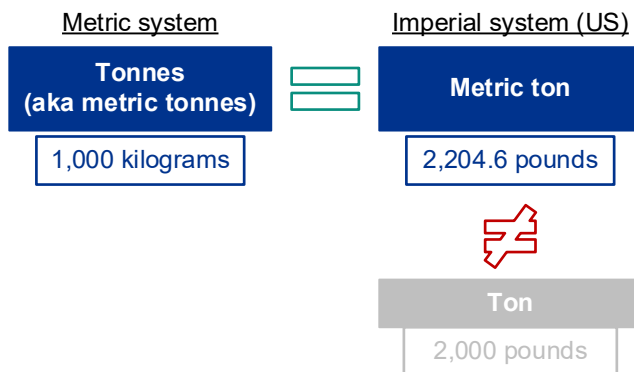 Metric system
Imperial system (US)
Tonnes
(aka metric tonnes)
Metric ton
1,000 kilograms
2,204.6 pounds
Ton
2,000 pounds